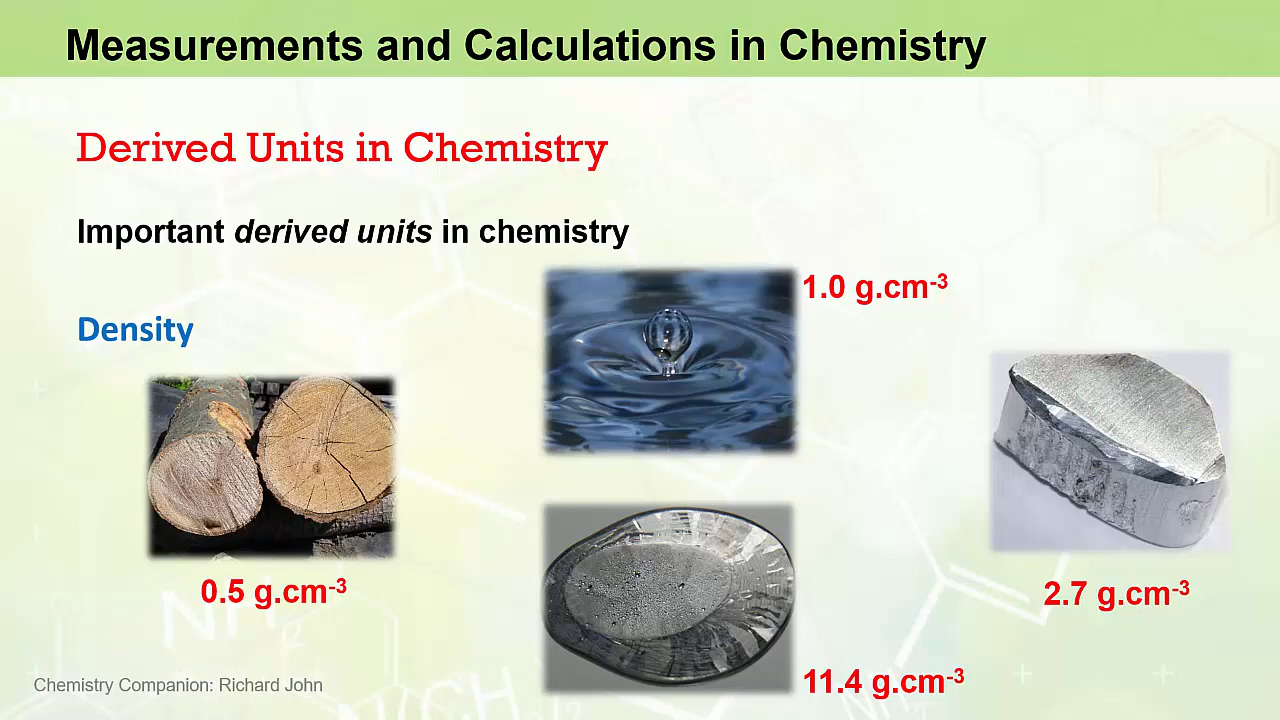 Measurements and Calculations in Chemistry
Derived Units in Chemistry
Important derived units in chemistry
1.0 g.cm-3
Density
0.5 g.cm-3
2.7 g.cm-3
11.4 g.cm-3
Chemistry Companion: Richard John